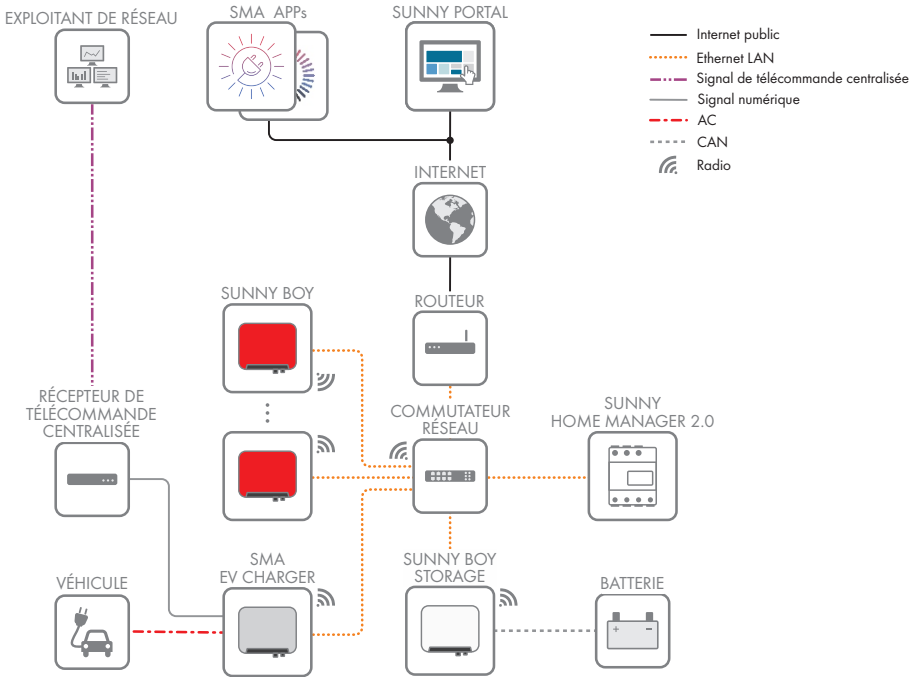 EXPLOITANT DE RÉSEAU
SMA APPs
SUNNY PORTAL
Internet public
Ethernet LAN
Signal de télécommande centralisée
Signal numérique
AC
CAN
Radio
INTERNET
SUNNY BOY
ROUTEUR
RÉCEPTEUR DE
TÉLÉCOMMANDE
CENTRALISÉE
COMMUTATEUR
RÉSEAU
SUNNY
HOME MANAGER 2.0
VÉHICULE
SMA
EV CHARGER
SUNNY BOY
STORAGE
BATTERIE
+ -